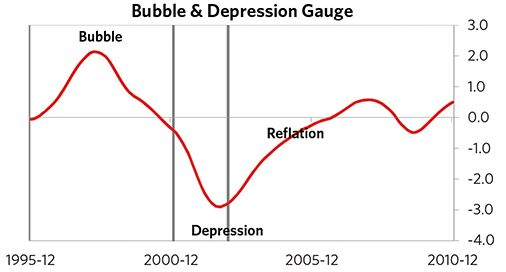 Bubble & Depression Gauge
Bubble
Reflation
Depression
3.0
2.0
1.0
0.0
-1.0
-2.0
-3.0
-4.0
1995-12 2000-12 2005-12 2010-12